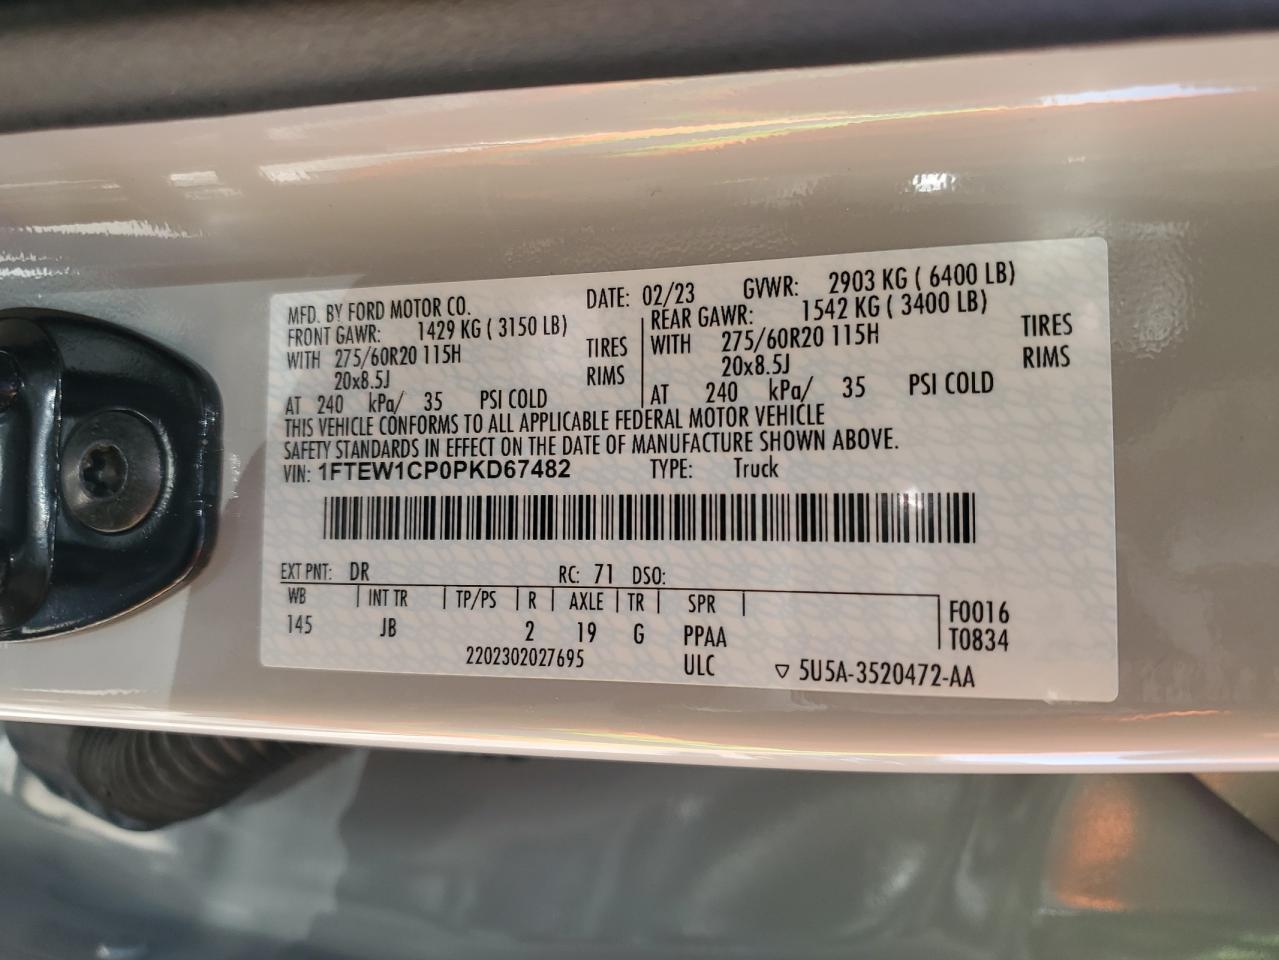 MFD. BY FORD MOTOR CO. DATE: 02/23 GVWR: 2903 KG ( 6400 LB)
FRONT GAWR: 1429 KG ( 3150 LB) REAR GAWR: 1542 KG ( 3400 LB)
WITH 275/60R20 115H TIRES WITH 275/60R20 115H TIRES
20x8.5J RIMS 20x8.5J RIMS
AT 240 kPa/ 35 PSI COLD AT 240 kPa/ 35 PSI COLD
THIS VEHICLE CONFORMS TO ALL APPLICABLE FEDERAL MOTOR VEHICLE
SAFETY STANDARDS IN EFFECT ON THE DATE OF MANUFACTURE SHOWN ABOVE.
VIN: 1FTEW1CP0PKD67482 TYPE: Truck
EXT PNT: DR RC: 71 DSO:
WB INT TR TP/PS R AXLE TR SPR F0016
145 JB 2 19 G PPAA T0834
2202302027695 ULC ▽ 5U5A-3520472-AA